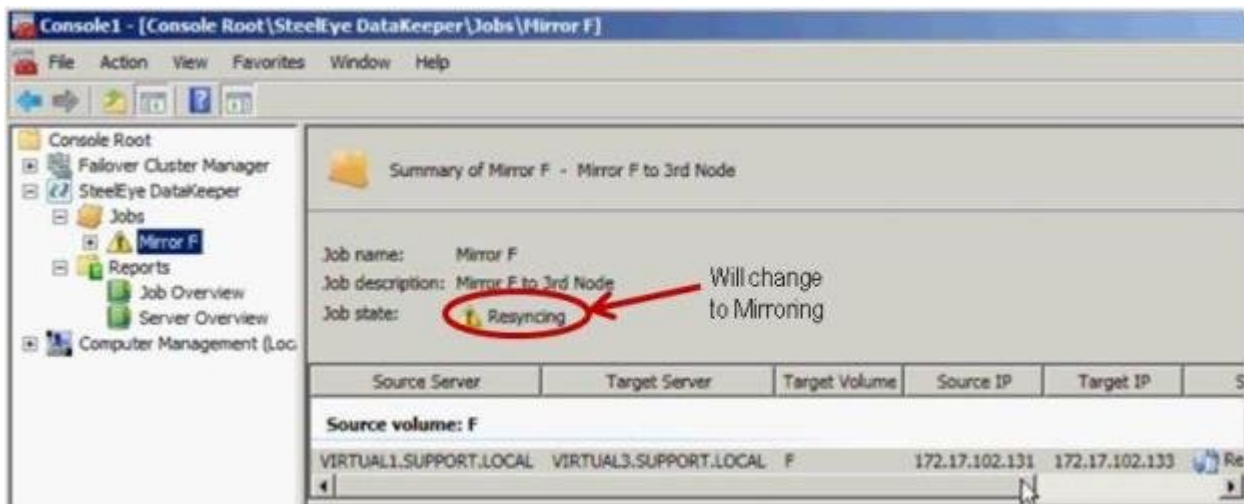 Console1 - [Console Root\SteelEye DataKeeper\Jobs\Mirror F]
File Action View Favorites Window Help
Console Root
Failover Cluster Manager
SteelEye DataKeeper
Jobs
Mirror F
Reports
Job Overview
Server Overview
Computer Management (Loc
Summary of Mirror F - Mirror F to 3rd Node
Job name: Mirror F
Job description: Mirror F to 3rd Node
Job state: Resyncing
Will change
to Mirroring
Source Server Target Server Target Volume Source IP Target IP S
Source volume: F
VIRTUAL1.SUPPORT.LOCAL VIRTUAL3.SUPPORT.LOCAL F 172.17.102.131 172.17.102.133 Re